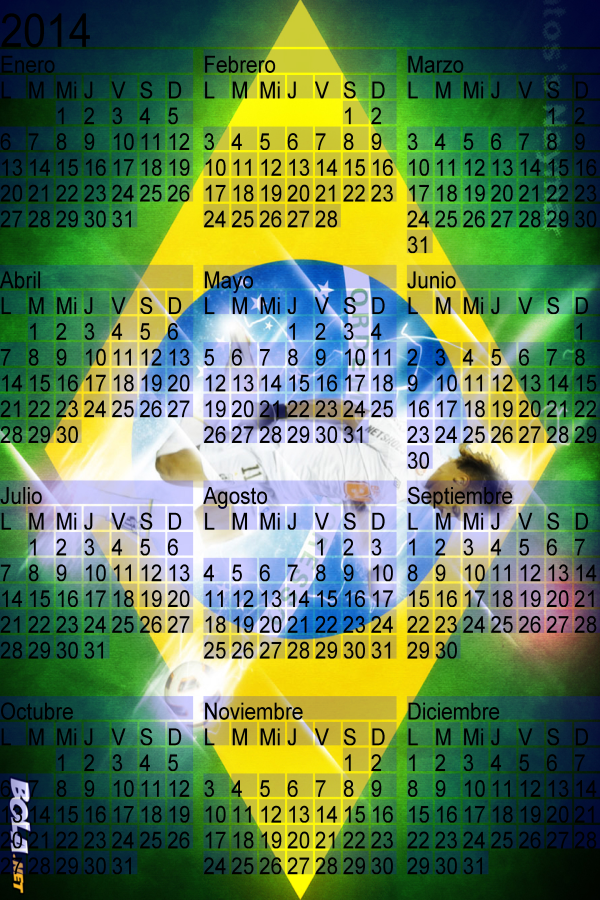 2014
Enero
L M Mi J V S D
1 2 3 4 5
6 7 8 9 10 11 12
13 14 15 16 17 18 19
20 21 22 23 24 25 26
27 28 29 30 31
Febrero
L M Mi J V S D
1 2
3 4 5 6 7 8 9
10 11 12 13 14 15 16
17 18 19 20 21 22 23
24 25 26 27 28
Marzo
L M Mi J V S D
1 2
3 4 5 6 7 8 9
10 11 12 13 14 15 16
17 18 19 20 21 22 23
24 25 26 27 28 29 30
31
Abril
L M Mi J V S D
1 2 3 4 5 6
7 8 9 10 11 12 13
14 15 16 17 18 19 20
21 22 23 24 25 26 27
28 29 30
Mayo
L M Mi J V S D
1 2 3 4
5 6 7 8 9 10 11
12 13 14 15 16 17 18
19 20 21 22 23 24 25
26 27 28 29 30 31
Junio
L M Mi J V S D
1
2 3 4 5 6 7 8
9 10 11 12 13 14 15
16 17 18 19 20 21 22
23 24 25 26 27 28 29
30
Julio
L M Mi J V S D
1 2 3 4 5 6
7 8 9 10 11 12 13
14 15 16 17 18 19 20
21 22 23 24 25 26 27
28 29 30 31
Agosto
L M Mi J V S D
1 2 3
4 5 6 7 8 9 10
11 12 13 14 15 16 17
18 19 20 21 22 23 24
25 26 27 28 29 30 31
Septiembre
L M Mi J V S D
1 2 3 4 5 6 7
8 9 10 11 12 13 14
15 16 17 18 19 20 21
22 23 24 25 26 27 28
29 30
Octubre
L M Mi J V S D
1 2 3 4 5
6 7 8 9 10 11 12
13 14 15 16 17 18 19
20 21 22 23 24 25 26
27 28 29 30 31
Noviembre
L M Mi J V S D
1 2
3 4 5 6 7 8 9
10 11 12 13 14 15 16
17 18 19 20 21 22 23
24 25 26 27 28 29 30
Diciembre
L M Mi J V S D
1 2 3 4 5 6 7
8 9 10 11 12 13 14
15 16 17 18 19 20 21
22 23 24 25 26 27 28
29 30 31
BOLA.NET
11